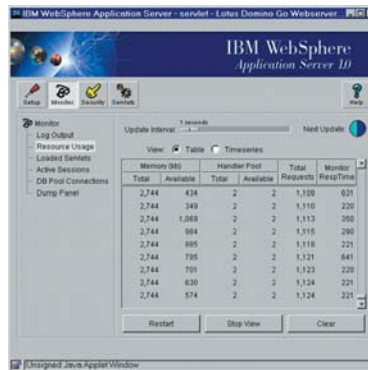 IBM WebSphere Application Server - servlet - Lotus Domino Go Webserver
IBM WebSphere
Application Server 1.0
Setup Monitor Security Servlets Help
Monitor
Log Output
Resource Usage
Loaded Servlets
Active Sessions
DB Pool Connections
Dump Panel
Update Interval: 1 seconds Next Update:
View: Table Timeseries
Memory (kb) Handler Pool Total Requests Monitor RespTime
Total Available Total Available
2,744 434 2 2 1,109 631
2,744 349 2 2 1,110 220
2,744 1,069 2 2 1,113 350
2,744 984 2 2 1,115 290
2,744 885 2 2 1,118 221
2,744 785 2 2 1,121 641
2,744 701 2 2 1,123 220
2,744 630 2 2 1,124 221
2,744 574 2 2 1,124 221
Restart Stop View Clear
Unsigned Java Applet Window